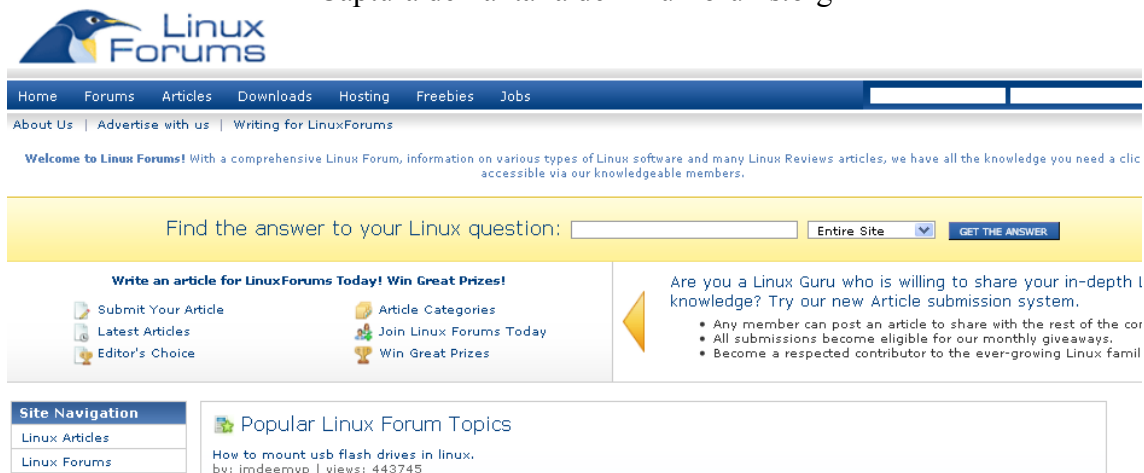 Linux
Forums
Home Forums Articles Downloads Hosting Freebies Jobs
About Us | Advertise with us | Writing for LinuxForums
Welcome to Linux Forums! With a comprehensive Linux Forum, information on various types of Linux software and many Linux Reviews articles, we have all the knowledge you need a clic
accessible via our knowledgeable members.
Find the answer to your Linux question: Entire Site GET THE ANSWER
Write an article for LinuxForums Today! Win Great Prizes!
Submit Your Article
Article Categories
Latest Articles
Join Linux Forums Today
Editor's Choice
Win Great Prizes
Are you a Linux Guru who is willing to share your in-depth L
knowledge? Try our new Article submission system.
• Any member can post an article to share with the rest of the cor
• All submissions become eligible for our monthly giveaways.
• Become a respected contributor to the ever-growing Linux famil
Site Navigation
Linux Articles
Linux Forums
Popular Linux Forum Topics
How to mount usb flash drives in linux.
by: imdeemvp | views: 443745